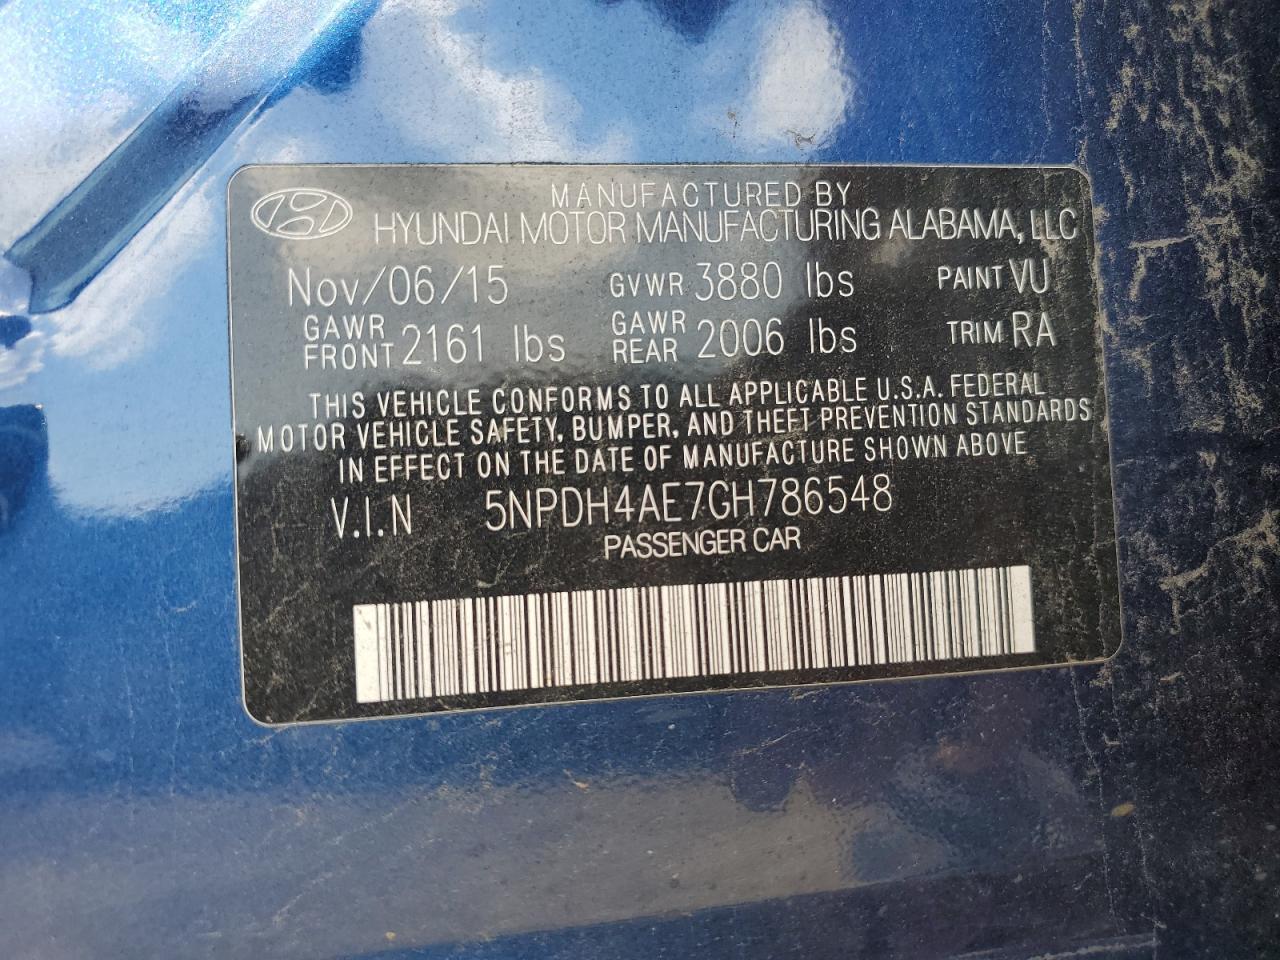 MANUFACTURED BY
HYUNDAI MOTOR MANUFACTURING ALABAMA, LLC
Nov/06/15 GVWR 3880 lbs PAINT VU
GAWR FRONT 2161 lbs GAWR REAR 2006 lbs TRIM RA
THIS VEHICLE CONFORMS TO ALL APPLICABLE U.S.A. FEDERAL
MOTOR VEHICLE SAFETY, BUMPER, AND THEFT PREVENTION STANDARDS
IN EFFECT ON THE DATE OF MANUFACTURE SHOWN ABOVE
V.I.N 5NPDH4AE7GH786548
PASSENGER CAR